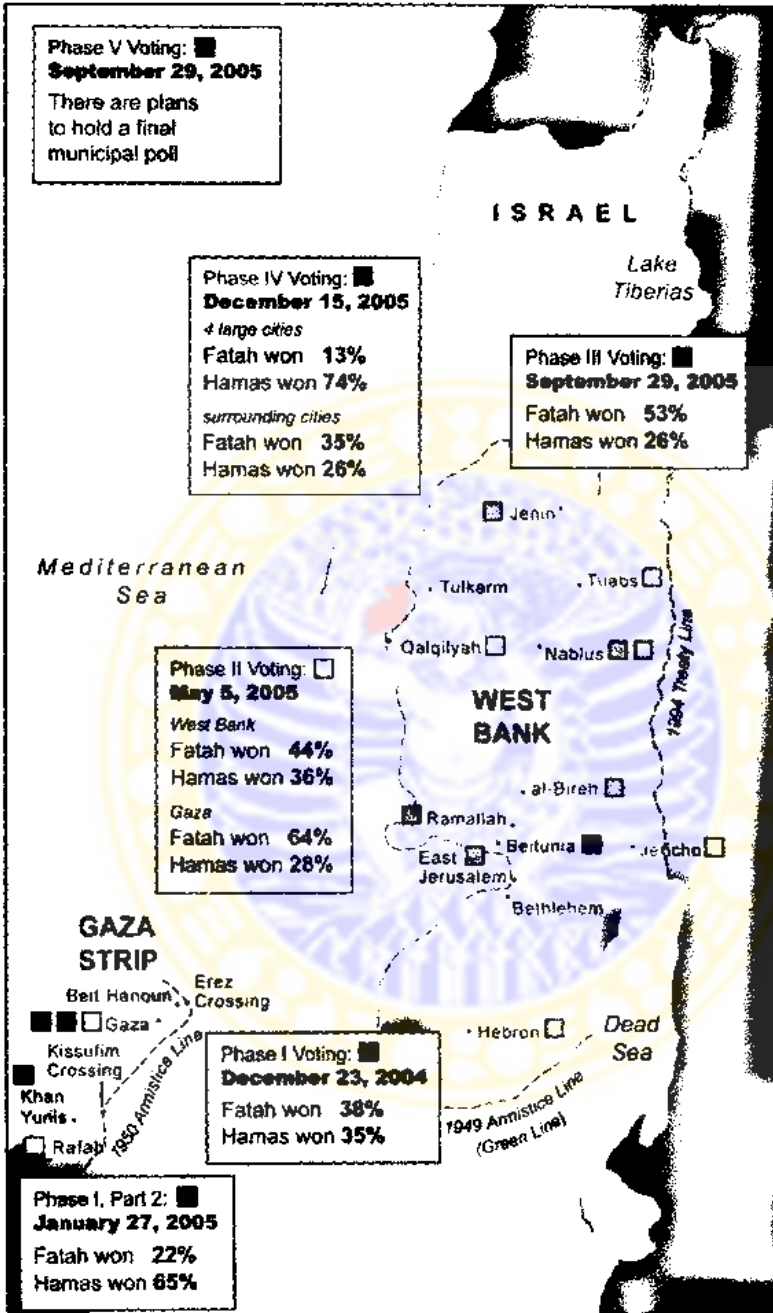 Phase V Voting:
September 29, 2005
There are plans
to hold a final
municipal poll
ISRAEL
Lake
Tiberias
Phase IV Voting:
December 15, 2005
4 large cities
Fatah won 13%
Hamas won 74%
surrounding cities
Fatah won 35%
Hamas won 26%
Phase III Voting:
September 29, 2005
Fatah won 53%
Hamas won 26%
Jenin
Mediterranean
Sea
Tulkarm
Tuabs
Qalqilyah
Nablus
1994 Treaty Line
Phase II Voting:
May 5, 2005
West Bank
Fatah won 44%
Hamas won 36%
Gaza
Fatah won 64%
Hamas won 28%
WEST
BANK
al-Bireh
Ramallah
East
Jerusalem
Beitunia
Jericho
Bethlehem
GAZA
STRIP
Beit Hanoun
Erez
Crossing
Gaza
Kissufim
Crossing
Khan
Yunis
Rafah
1950 Armistice Line
Hebron
Dead
Sea
Phase I Voting:
December 23, 2004
Fatah won 38%
Hamas won 35%
1949 Armistice Line
(Green Line)
Phase I, Part 2:
January 27, 2005
Fatah won 22%
Hamas won 65%